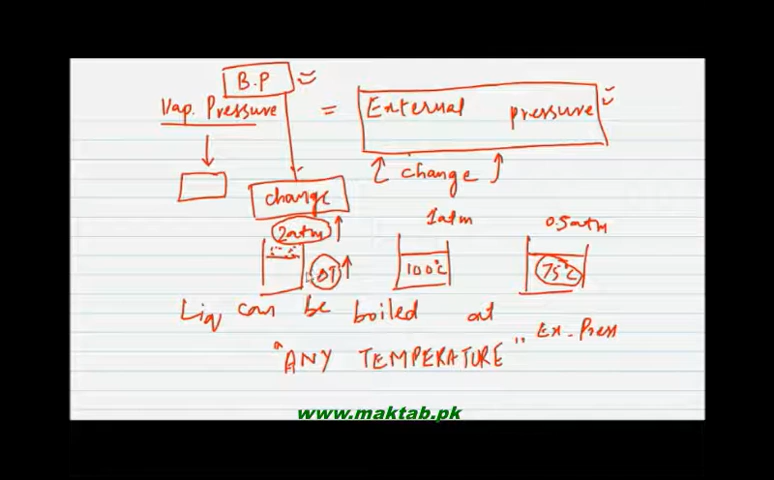 B.P
Vap. Pressure = External pressure
change
change
2atm
1atm
0.5atm
ΔT
100°C
75°C
Liq can be boiled at
Ex. Press
"ANY TEMPERATURE"
www.maktab.pk